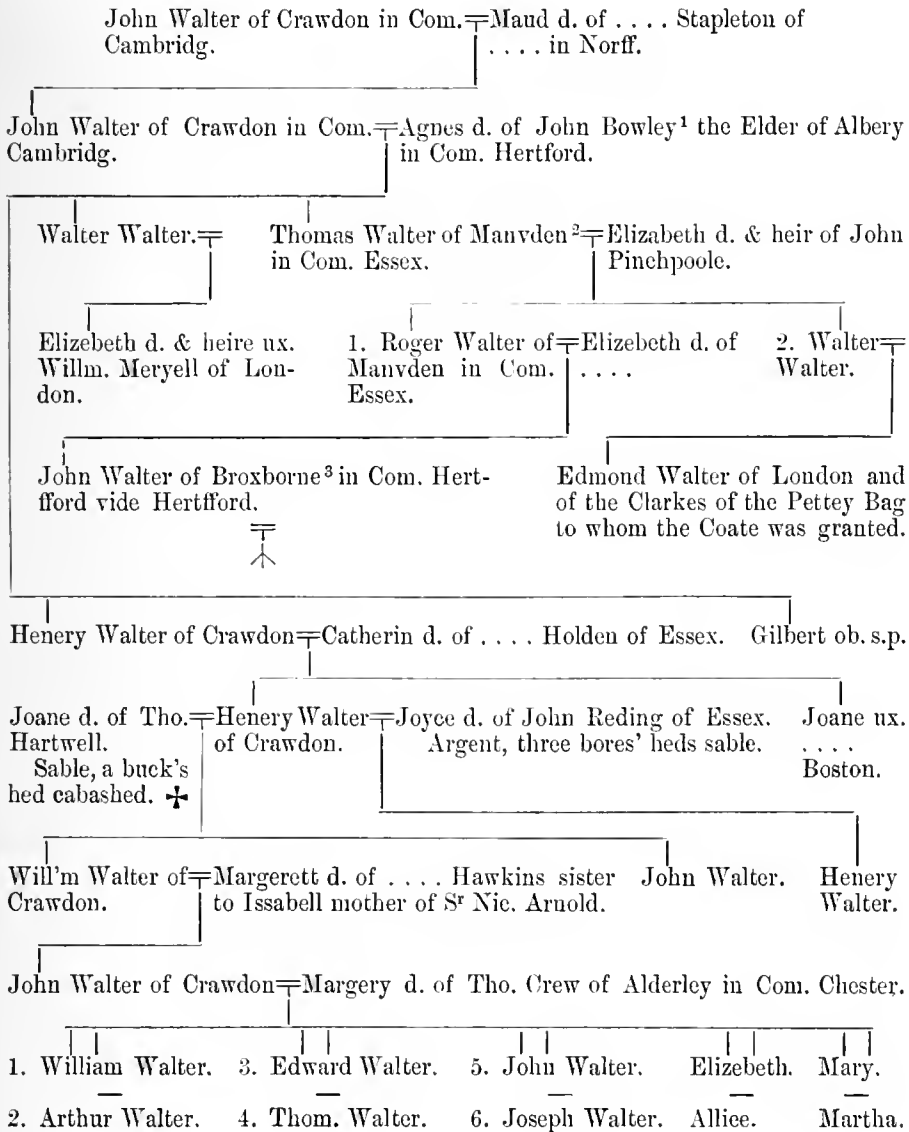 John Walter of Crawdon in Com. Maud d. of . . . . Stapleton of
Cambridg. . . . . in Norff.
John Walter of Crawdon in Com. Agnes d. of John Bowley¹ the Elder of Albery
Cambridg. in Com. Hertford.
Walter Walter. Thomas Walter of Manvden² Elizabeth d. & heir of John
in Com. Essex. Pinchpoole.
Elizebeth d. & heire ux. 1. Roger Walter of Elizebeth d. of 2. Walter
Willm. Meryell of Lon- Manvden in Com. . . . . Walter.
don. Essex.
John Walter of Broxborne³ in Com. Hert- Edmond Walter of London and
fford vide Hertfford. of the Clarkes of the Pettey Bag
to whom the Coate was granted.
Henery Walter of Crawdon Catherin d. of . . . . Holden of Essex. Gilbert ob. s.p.
Joane d. of Tho. Henery Walter Joyce d. of John Reding of Essex. Joane ux.
Hartwell. of Crawdon. Argent, three bores' heds sable. . . . .
Sable, a buck's Boston.
hed cabashed. ✢
Will'm Walter of Margerett d. of . . . . Hawkins sister John Walter. Henery
Crawdon. to Issabell mother of Sʳ Nic. Arnold. Walter.
John Walter of Crawdon Margery d. of Tho. Crew of Alderley in Com. Chester.
1. William Walter. 3. Edward Walter. 5. John Walter. Elizebeth. Mary.
2. Arthur Walter. 4. Thom. Walter. 6. Joseph Walter. Allice. Martha.